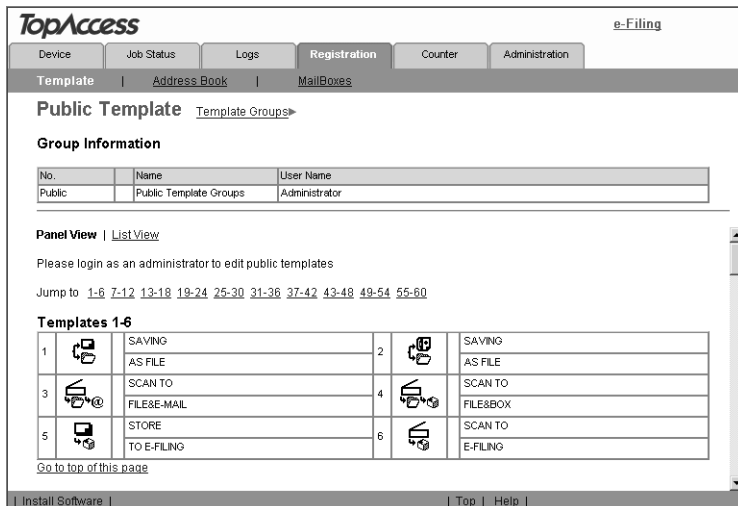 TopAccess
e-Filing
Device Job Status Logs Registration Counter Administration
Template | Address Book | MailBoxes
Public Template Template Groups
Group Information
No. Name User Name
Public Public Template Groups Administrator
Panel View | List View
Please login as an administrator to edit public templates
Jump to 1-6 7-12 13-18 19-24 25-30 31-36 37-42 43-48 49-54 55-60
Templates 1-6
1 SAVING
AS FILE
2 SAVING
AS FILE
3 @ SCAN TO
FILE&E-MAIL
4 SCAN TO
FILE&BOX
5 STORE
TO E-FILING
6 SCAN TO
E-FILING
Go to top of this page
| Install Software | | Top | Help |